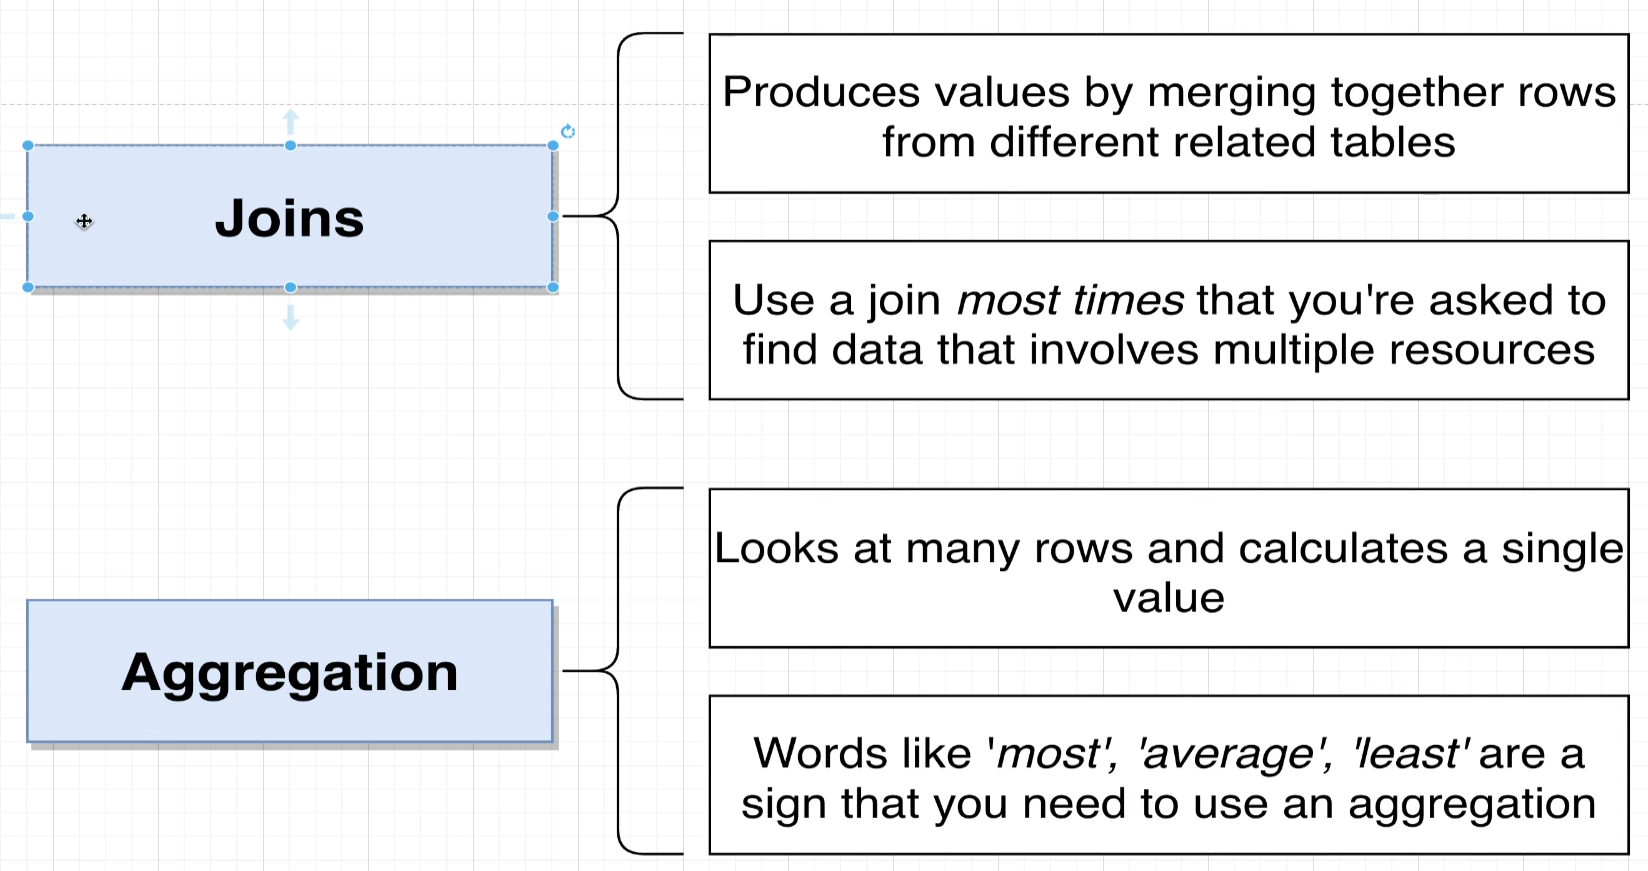 Joins
Produces values by merging together rows
from different related tables
Use a join most times that you're asked to
find data that involves multiple resources
Aggregation
Looks at many rows and calculates a single
value
Words like 'most', 'average', 'least' are a
sign that you need to use an aggregation